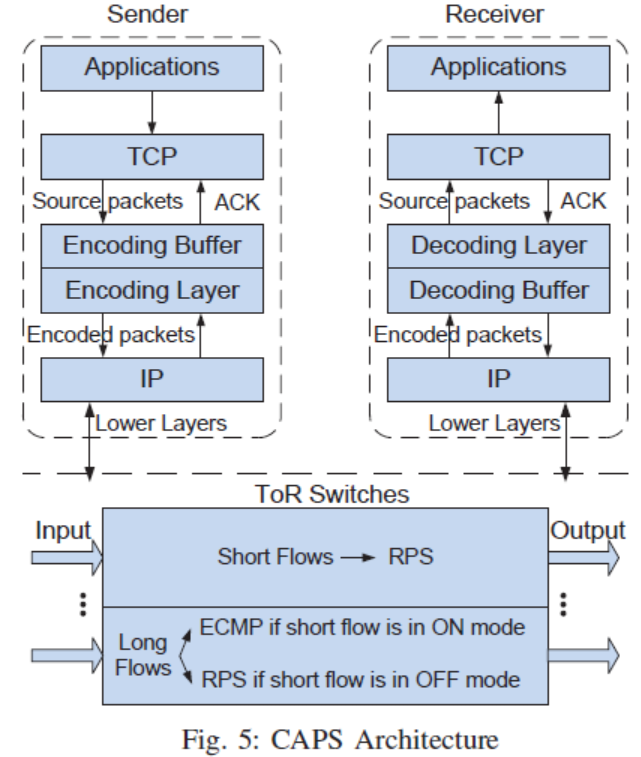 Sender
Receiver
Applications
Applications
TCP
TCP
Source packets
ACK
Source packets
ACK
Encoding Buffer
Decoding Layer
Encoding Layer
Decoding Buffer
Encoded packets
Encoded packets
IP
IP
Lower Layers
Lower Layers
ToR Switches
Input
Output
Short Flows
RPS
Long
Flows
ECMP if short flow is in ON mode
RPS if short flow is in OFF mode
Fig. 5: CAPS Architecture